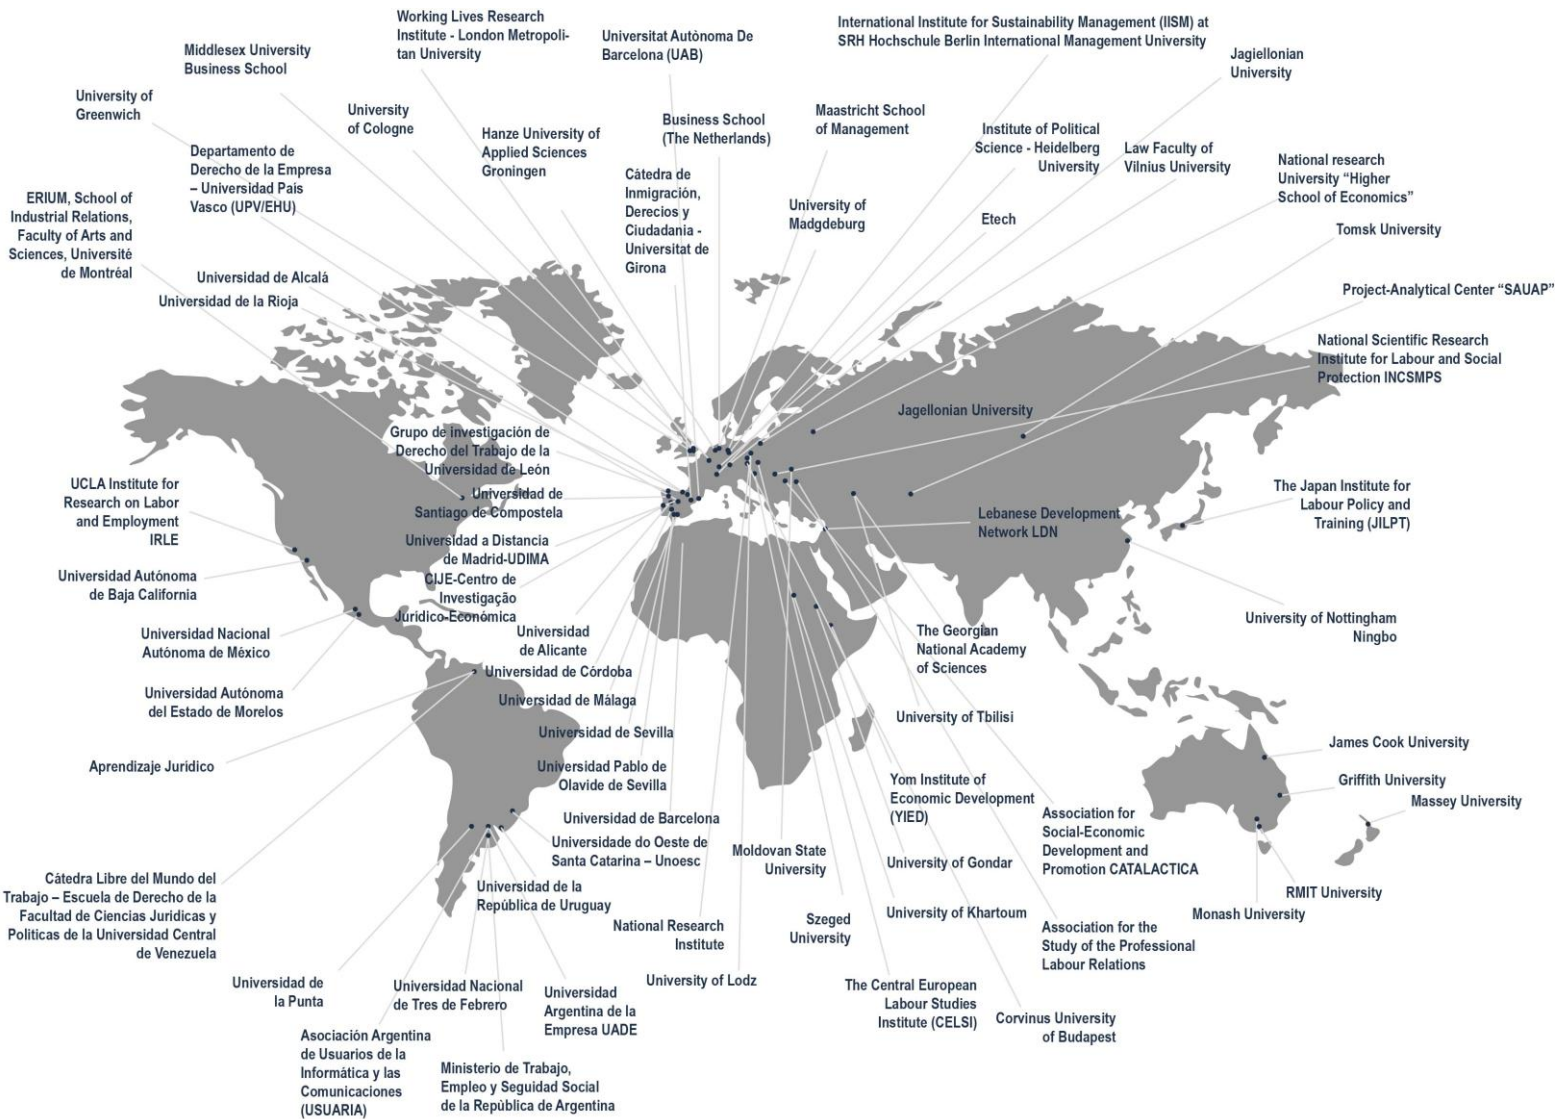 Working Lives Research
Institute - London Metropoli-
tan University
International Institute for Sustainability Management (IISM) at
SRH Hochschule Berlin International Management University
Universitat Autònoma De
Barcelona (UAB)
Middlesex University
Business School
Jagiellonian
University
University of
Greenwich
University
of Cologne
Hanze University of
Applied Sciences
Groningen
Business School
(The Netherlands)
Maastricht School
of Management
Institute of Political
Science - Heidelberg
University
Law Faculty of
Vilnius University
National research
University “Higher
School of Economics”
Departamento de
Derecho de la Empresa
– Universidad Pais
Vasco (UPV/EHU)
Cátedra de
Inmigración,
Derecios y
Ciudadania -
Universitat de
Girona
ERIUM, School of
Industrial Relations,
Faculty of Arts and
Sciences, Université
de Montréal
University of
Madgdeburg
Etech
Tomsk University
Universidad de Alcalá
Universidad de la Rioja
Project-Analytical Center “SAUAP”
National Scientific Research
Institute for Labour and Social
Protection INCSMPS
Jagellonian University
Grupo de investigación de
Derecho del Trabajo de la
Universidad de León
UCLA Institute for
Research on Labor
and Employment
IRLE
Universidad de
Santiago de Compostela
The Japan Institute for
Labour Policy and
Training (JILPT)
Lebanese Development
Network LDN
Universidad a Distancia
de Madrid-UDIMA
CIJE-Centro de
Investigação
Jurídico-Económica
Universidad Autónoma
de Baja California
Universidad Nacional
Autónoma de México
Universidad
de Alicante
The Georgian
National Academy
of Sciences
University of Nottingham
Ningbo
Universidad de Córdoba
Universidad Autónoma
del Estado de Morelos
Universidad de Málaga
University of Tbilisi
Universidad de Sevilla
James Cook University
Aprendizaje Jurídico
Universidad Pablo de
Olavide de Sevilla
Yom Institute of
Economic Development
(YIED)
Griffith University
Massey University
Universidad de Barcelona
Association for
Social-Economic
Development and
Promotion CATALACTICA
Universidade do Oeste de
Santa Catarina – Unoesc
Moldovan State
University
University of Gondar
Cátedra Libre del Mundo del
Trabajo – Escuela de Derecho de la
Facultad de Ciencias Juridicas y
Politicas de la Universidad Central
de Venezuela
Universidad de la
República de Uruguay
RMIT University
Monash University
University of Khartoum
Szeged
University
National Research
Institute
Association for the
Study of the Professional
Labour Relations
University of Lodz
Universidad de
la Punta
Universidad Nacional
de Tres de Febrero
Universidad
Argentina de la
Empresa UADE
The Central European
Labour Studies
Institute (CELSI)
Corvinus University
of Budapest
Asociación Argentina
de Usuarios de la
Informática y las
Comunicaciones
(USUARIA)
Ministerio de Trabajo,
Empleo y Seguidad Social
de la Repùblica de Argentina